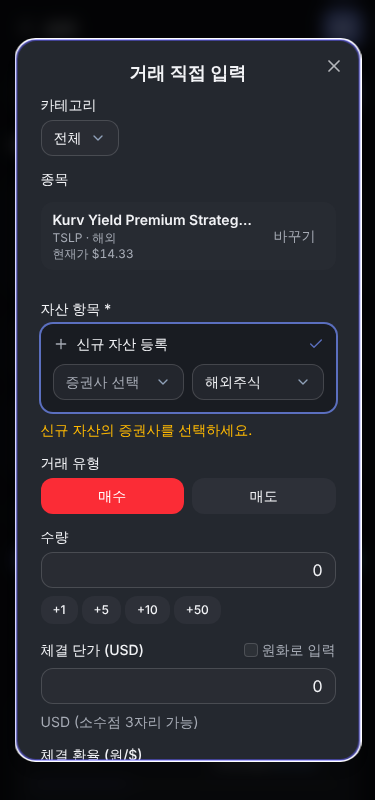 거래 직접 입력
카테고리
전체
종목
Kurv Yield Premium Strateg...
TSLP · 해외
현재가 $14.33
바꾸기
자산 항목 *
신규 자산 등록
증권사 선택
해외주식
신규 자산의 증권사를 선택하세요.
거래 유형
매수
매도
수량
0
+1
+5
+10
+50
체결 단가 (USD)
원화로 입력
0
USD (소수점 3자리 가능)
체결 환율 (원/$)